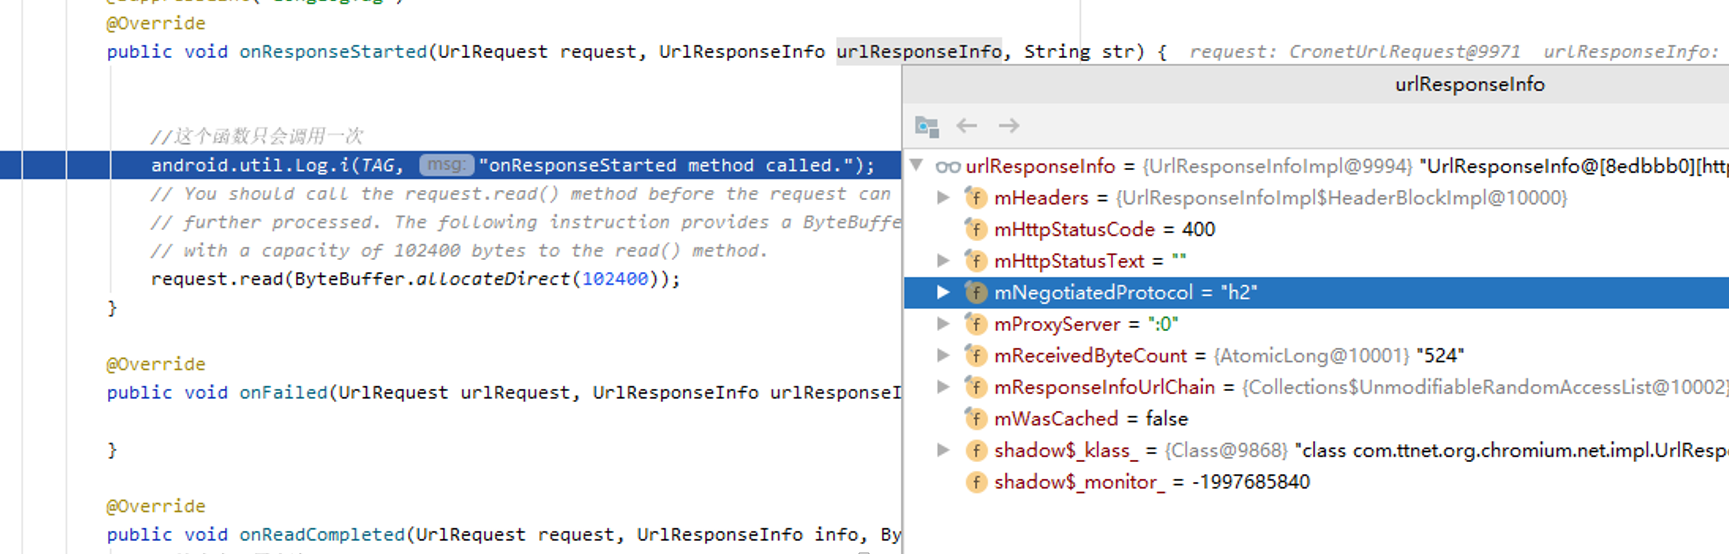 @Override
public void onResponseStarted(UrlRequest request, UrlResponseInfo urlResponseInfo, String str) { request: CronetUrlRequest@9971 urlResponseInfo:
//这个函数只会调用一次
android.util.Log.i(TAG, msg: "onResponseStarted method called.");
// You should call the request.read() method before the request can
// further processed. The following instruction provides a ByteBuffe
// with a capacity of 102400 bytes to the read() method.
request.read(ByteBuffer.allocateDirect(102400));
}
@Override
public void onFailed(UrlRequest urlRequest, UrlResponseInfo urlResponseI
}
@Override
public void onReadCompleted(UrlRequest request, UrlResponseInfo info, By
urlResponseInfo
urlResponseInfo = {UrlResponseInfoImpl@9994} "UrlResponseInfo@[8edbbb0][http
mHeaders = {UrlResponseInfoImpl$HeaderBlockImpl@10000}
mHttpStatusCode = 400
mHttpStatusText = ""
mNegotiatedProtocol = "h2"
mProxyServer = ":0"
mReceivedByteCount = {AtomicLong@10001} "524"
mResponseInfoUrlChain = {Collections$UnmodifiableRandomAccessList@10002}
mWasCached = false
shadow$_klass_ = {Class@9868} "class com.ttnet.org.chromium.net.impl.UrlRespo
shadow$_monitor_ = -1997685840